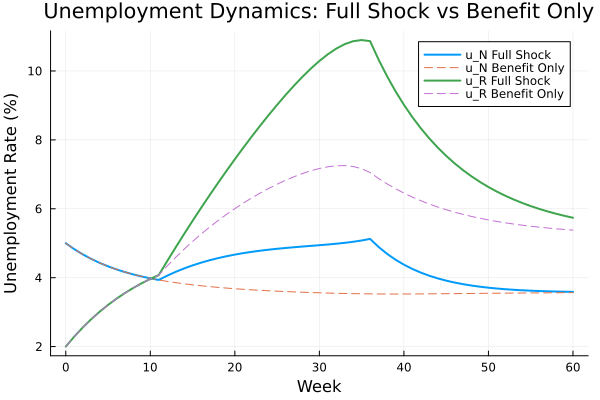 Unemployment Dynamics: Full Shock vs Benefit Only
u_N Full Shock
u_N Benefit Only
u_R Full Shock
u_R Benefit Only
Unemployment Rate (%)
10
8
6
4
2
0 10 20 30 40 50 60
Week